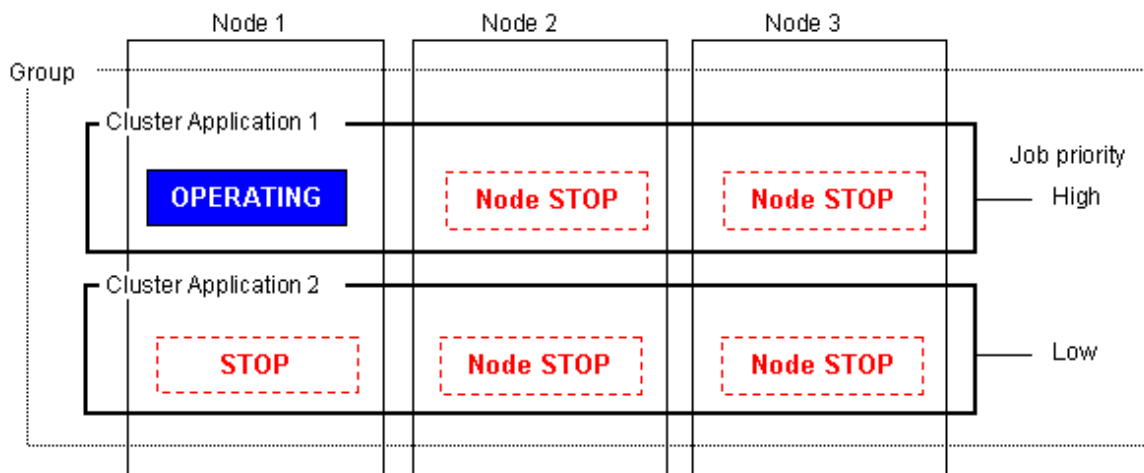 Node 1 Node 2 Node 3
Group
Cluster Application 1
Job priority
OPERATING Node STOP Node STOP High
Cluster Application 2
STOP Node STOP Node STOP Low